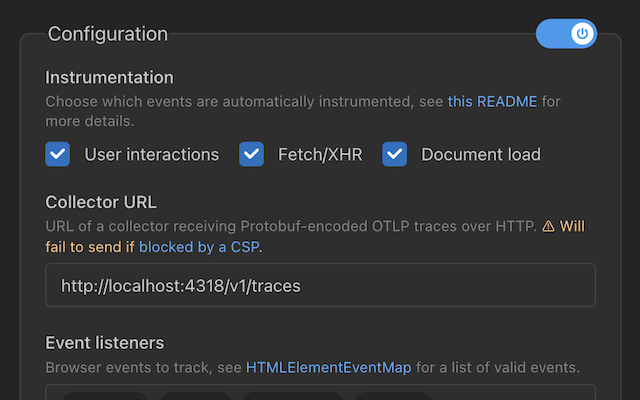 Configuration
Instrumentation
Choose which events are automatically instrumented, see this README for
more details.
User interactions Fetch/XHR Document load
Collector URL
URL of a collector receiving Protobuf-encoded OTLP traces over HTTP. ⚠ Will
fail to send if blocked by a CSP.
http://localhost:4318/v1/traces
Event listeners
Browser events to track, see HTMLElementEventMap for a list of valid events.